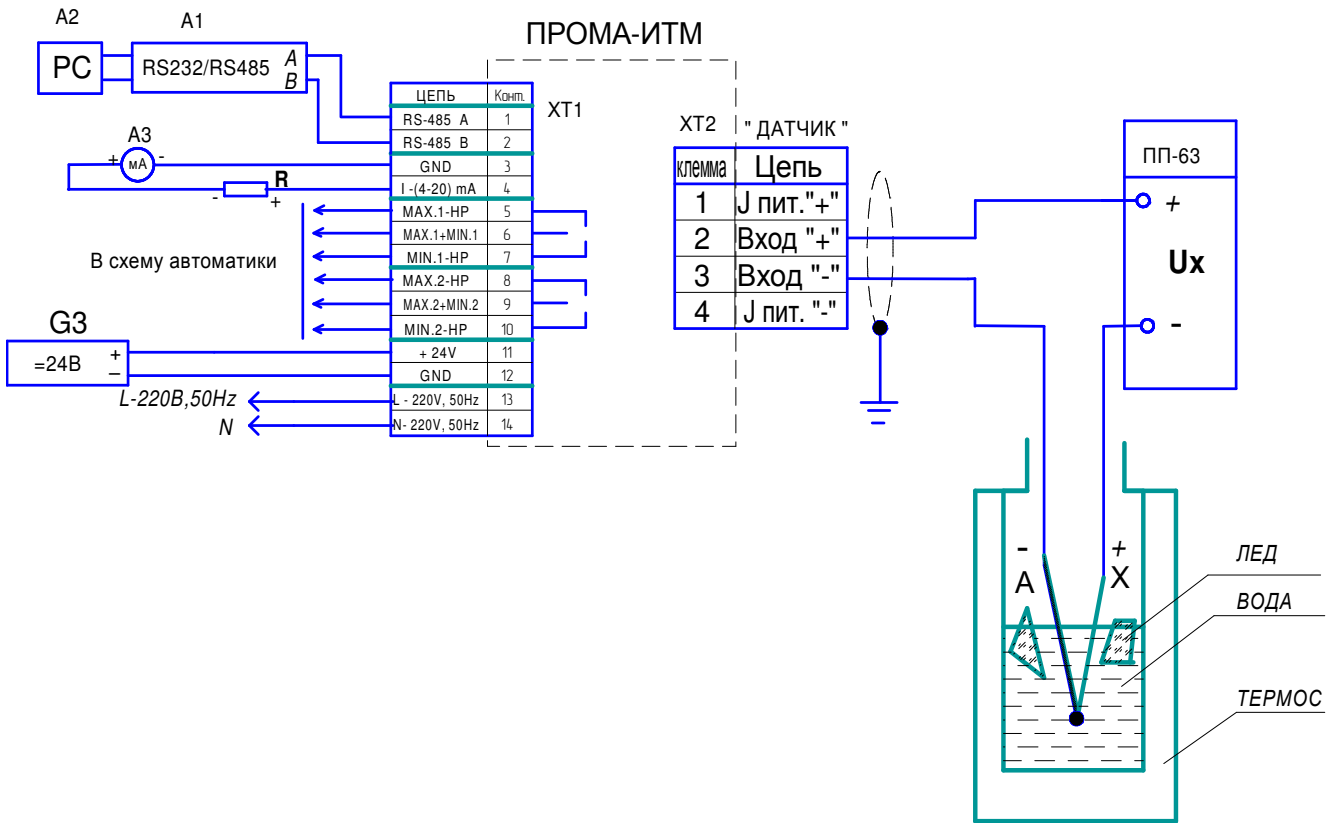 A2
A1
ПРОМА-ИТМ
PC
RS232/RS485
A
B
ЦЕПЬ Конт.
RS-485 A 1
RS-485 B 2
GND 3
I -(4-20) mA 4
MAX.1-HP 5
MAX.1+MIN.1 6
MIN.1-HP 7
MAX.2-HP 8
MAX.2+MIN.2 9
MIN.2-HP 10
+ 24V 11
GND 12
L - 220V, 50Hz 13
N- 220V, 50Hz 14
XT1
A3
+ мА -
R
- +
В схему автоматики
G3
=24В
+
–
L-220В,50Hz
N
XT2
" ДАТЧИК "
клемма Цепь
1 J пит."+"
2 Вход "+"
3 Вход "-"
4 J пит. "-"
ПП-63
+
Ux
-
- +
A X
ЛЕД
ВОДА
ТЕРМОС